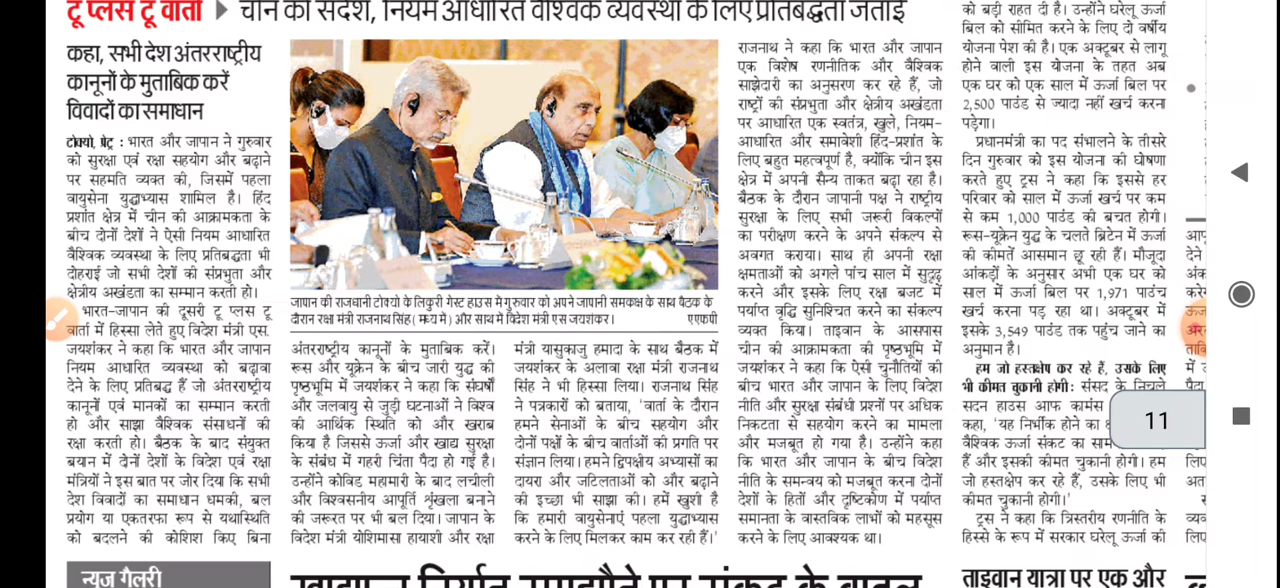 टू प्लस टू वार्ता ▶ चीन को संदेश, नियम आधारित वैश्विक व्यवस्था के लिए प्रतिबद्धता जताई
कहा, सभी देश अंतरराष्ट्रीय
कानूनों के मुताबिक करें
विवादों का समाधान
टोक्यो, प्रेट्र : भारत और जापान ने गुरुवार
को सुरक्षा एवं रक्षा सहयोग और बढ़ाने
पर सहमति व्यक्त की, जिसमें पहला
वायुसेना युद्धाभ्यास शामिल है। हिंद
प्रशांत क्षेत्र में चीन की आक्रामकता के
बीच दोनों देशों ने ऐसी नियम आधारित
वैश्विक व्यवस्था के लिए प्रतिबद्धता भी
दोहराई जो सभी देशों की संप्रभुता और
क्षेत्रीय अखंडता का सम्मान करती हो।
भारत-जापान की दूसरी टू प्लस टू
वार्ता में हिस्सा लेते हुए विदेश मंत्री एस.
जयशंकर ने कहा कि भारत और जापान
नियम आधारित व्यवस्था को बढ़ावा
देने के लिए प्रतिबद्ध हैं जो अंतरराष्ट्रीय
कानूनों एवं मानकों का सम्मान करती
हो और साझा वैश्विक संसाधनों की
रक्षा करती हो। बैठक के बाद संयुक्त
बयान में दोनों देशों के विदेश एवं रक्षा
मंत्रियों ने इस बात पर जोर दिया कि सभी
देश विवादों का समाधान धमकी, बल
प्रयोग या एकतरफा रूप से यथास्थिति
को बदलने की कोशिश किए बिना
जापान की राजधानी टोक्यो के लिकुरी गेस्ट हाउस में गुरुवार को अपने जापानी समकक्ष के साथ बैठक के
दौरान रक्षा मंत्री राजनाथ सिंह ( मध्य में ) और साथ में विदेश मंत्री एस जयशंकर। एएफपी
अंतरराष्ट्रीय कानूनों के मुताबिक करें।
रूस और यूक्रेन के बीच जारी युद्ध की
पृष्ठभूमि में जयशंकर ने कहा कि संघर्षों
और जलवायु से जुड़ी घटनाओं ने विश्व
की आर्थिक स्थिति को और खराब
किया है जिससे ऊर्जा और खाद्य सुरक्षा
के संबंध में गहरी चिंता पैदा हो गई है।
उन्होंने कोविड महामारी के बाद लचीली
और विश्वसनीय आपूर्ति शृंखला बनाने
की जरूरत पर भी बल दिया। जापान के
विदेश मंत्री योशिमासा हायाशी और रक्षा
मंत्री यासुकाजु हमादा के साथ बैठक में
जयशंकर के अलावा रक्षा मंत्री राजनाथ
सिंह ने भी हिस्सा लिया। राजनाथ सिंह
ने पत्रकारों को बताया, 'वार्ता के दौरान
हमने सेनाओं के बीच सहयोग और
दोनों पक्षों के बीच वार्ताओं की प्रगति पर
संज्ञान लिया। हमने द्विपक्षीय अभ्यासों का
दायरा और जटिलताओं को और बढ़ाने
की इच्छा भी साझा की। हमें खुशी है
कि हमारी वायुसेनाएं पहला युद्धाभ्यास
करने के लिए मिलकर काम कर रही हैं।'
राजनाथ ने कहा कि भारत और जापान
एक विशेष रणनीतिक और वैश्विक
साझेदारी का अनुसरण कर रहे हैं, जो
राष्ट्रों की संप्रभुता और क्षेत्रीय अखंडता
पर आधारित एक स्वतंत्र, खुले, नियम-
आधारित और समावेशी हिंद-प्रशांत के
लिए बहुत महत्वपूर्ण है, क्योंकि चीन इस
क्षेत्र में अपनी सैन्य ताकत बढ़ा रहा है।
बैठक के दौरान जापानी पक्ष ने राष्ट्रीय
सुरक्षा के लिए सभी जरूरी विकल्पों
का परीक्षण करने के अपने संकल्प से
अवगत कराया। साथ ही अपनी रक्षा
क्षमताओं को अगले पांच साल में सुदृढ़
करने और इसके लिए रक्षा बजट में
पर्याप्त वृद्धि सुनिश्चित करने का संकल्प
व्यक्त किया। ताइवान के आसपास
चीन की आक्रामकता की पृष्ठभूमि में
जयशंकर ने कहा कि ऐसी चुनौतियों की
बीच भारत और जापान के लिए विदेश
नीति और सुरक्षा संबंधी प्रश्नों पर अधिक
निकटता से सहयोग करने का मामला
और मजबूत हो गया है। उन्होंने कहा
कि भारत और जापान के बीच विदेश
नीति के समन्वय को मजबूत करना दोनों
देशों के हितों और दृष्टिकोण में पर्याप्त
समानता के वास्तविक लाभों को महसूस
करने के लिए आवश्यक था।
को बड़ी राहत दी है। उन्होंने घरेलू ऊर्जा
बिल को सीमित करने के लिए दो वर्षीय
योजना पेश की है। एक अक्टूबर से लागू
होने वाली इस योजना के तहत अब
एक घर को एक साल में ऊर्जा बिल पर
2,500 पाउंड से ज्यादा नहीं खर्च करना
पड़ेगा।
प्रधानमंत्री का पद संभालने के तीसरे
दिन गुरुवार को इस योजना की घोषणा
करते हुए ट्रस ने कहा कि इससे हर
परिवार को साल में ऊर्जा खर्च पर कम
से कम 1,000 पाउंड की बचत होगी।
रूस-यूक्रेन युद्ध के चलते ब्रिटेन में ऊर्जा
की कीमतें आसमान छू रही हैं। मौजूदा
आंकड़ों के अनुसार अभी एक घर को
साल में ऊर्जा बिल पर 1,971 पाउंड
खर्च करना पड़ रहा था। अक्टूबर में
इसके 3,549 पाउंड तक पहुंच जाने का
अनुमान है।
हम जो हस्तक्षेप कर रहे हैं, उसके लिए
भी कीमत चुकानी होगी: संसद के निचले
सदन हाउस आफ कामंस
कहा, 'यह निर्भीक होने का
वैश्विक ऊर्जा संकट का साम
हैं और इसकी कीमत चुकानी होगी। हम
जो हस्तक्षेप कर रहे हैं, उसके लिए भी
कीमत चुकानी होगी।'
ट्रस ने कहा कि त्रिस्तरीय रणनीति के
हिस्से के रूप में सरकार घरेलू ऊर्जा की
11
न्यूज गैलरी
ताइवान यात्रा पर एक और